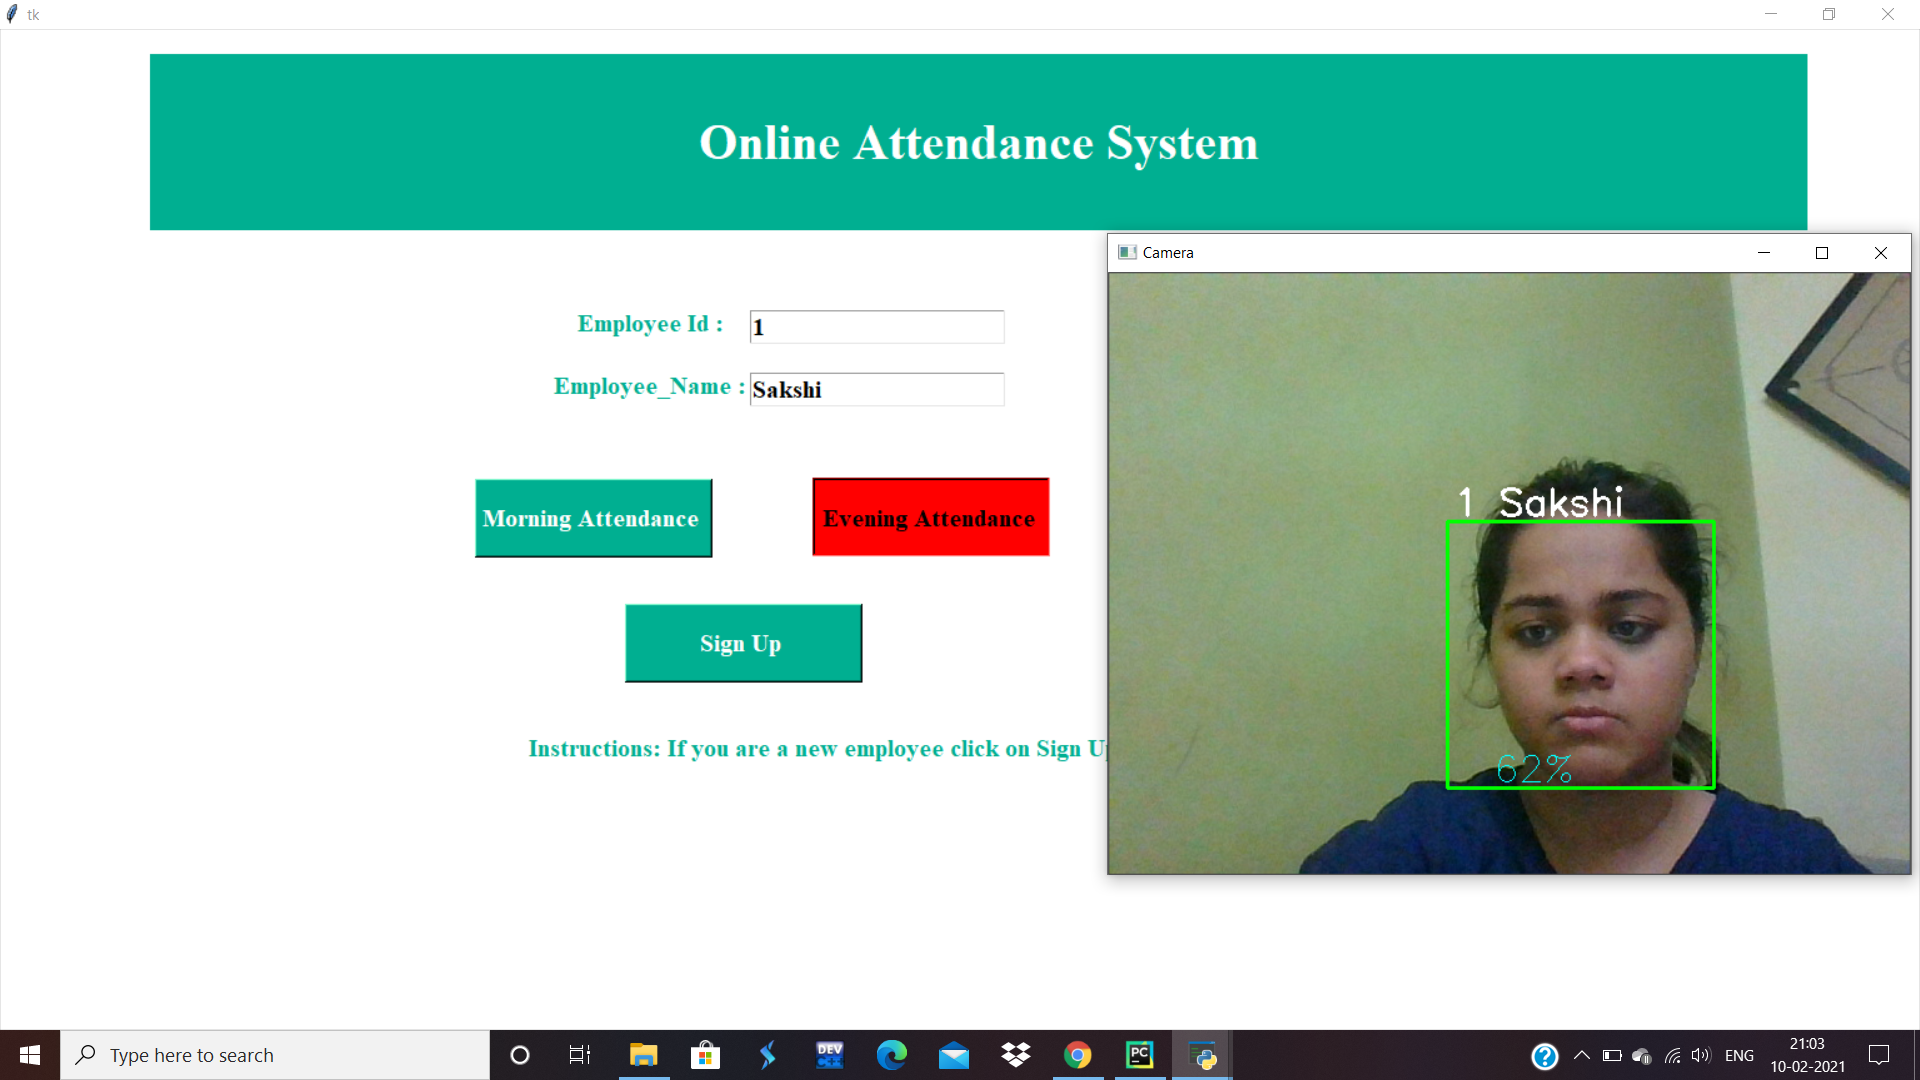 tk
Online Attendance System
Camera
Employee Id :
1
Employee_Name :
Sakshi
1 Sakshi
62%
Morning Attendance
Evening Attendance
Sign Up
Instructions: If you are a new employee click on Sign Up
Type here to search
DEV
C++
PC
?
ENG
21:03
10-02-2021